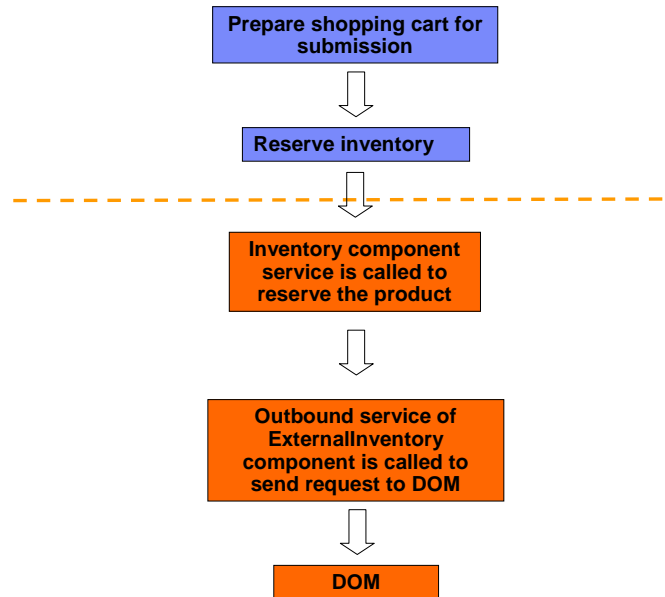 Prepare shopping cart for
submission
Reserve inventory
Inventory component
service is called to
reserve the product
Outbound service of
ExternalInventory
component is called to
send request to DOM
DOM